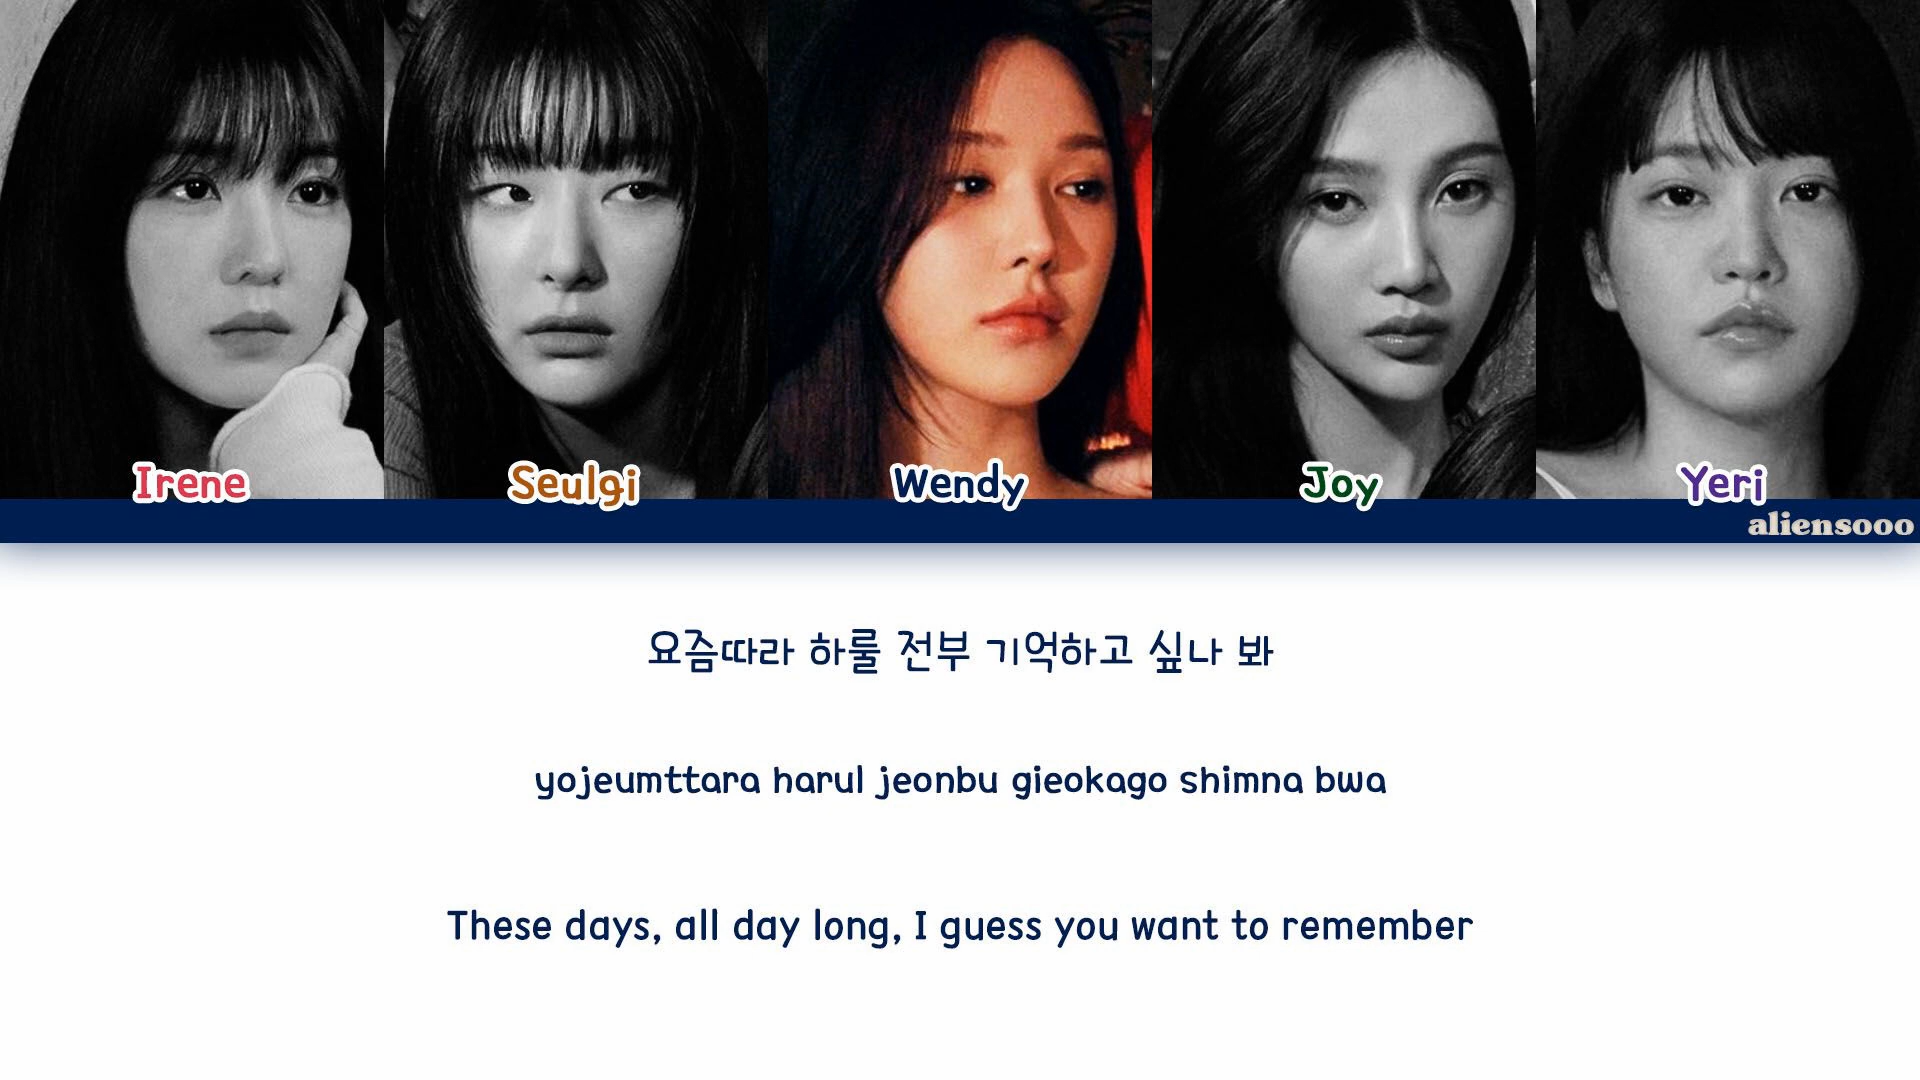 Irene
Seulgi
Wendy
Joy
Yeri
aliensooo
요즘따라 하룰 전부 기억하고 싶나 봐
yojeumttara harul jeonbu gieokago shimna bwa
These days, all day long, I guess you want to remember